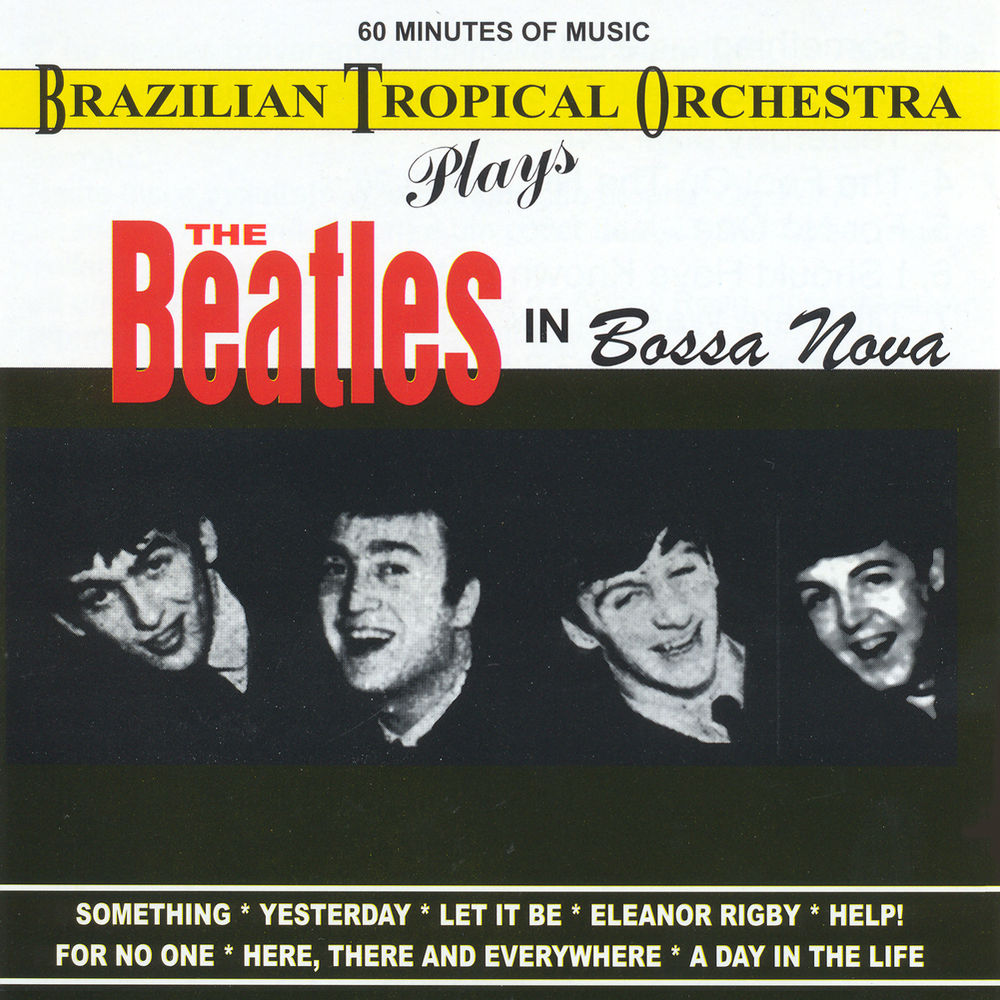 60 MINUTES OF MUSIC
BRAZILIAN TROPICAL ORCHESTRA
Plays
THE
Beatles
IN Bossa Nova
SOMETHING * YESTERDAY * LET IT BE * ELEANOR RIGBY * HELP!
FOR NO ONE * HERE, THERE AND EVERYWHERE * A DAY IN THE LIFE